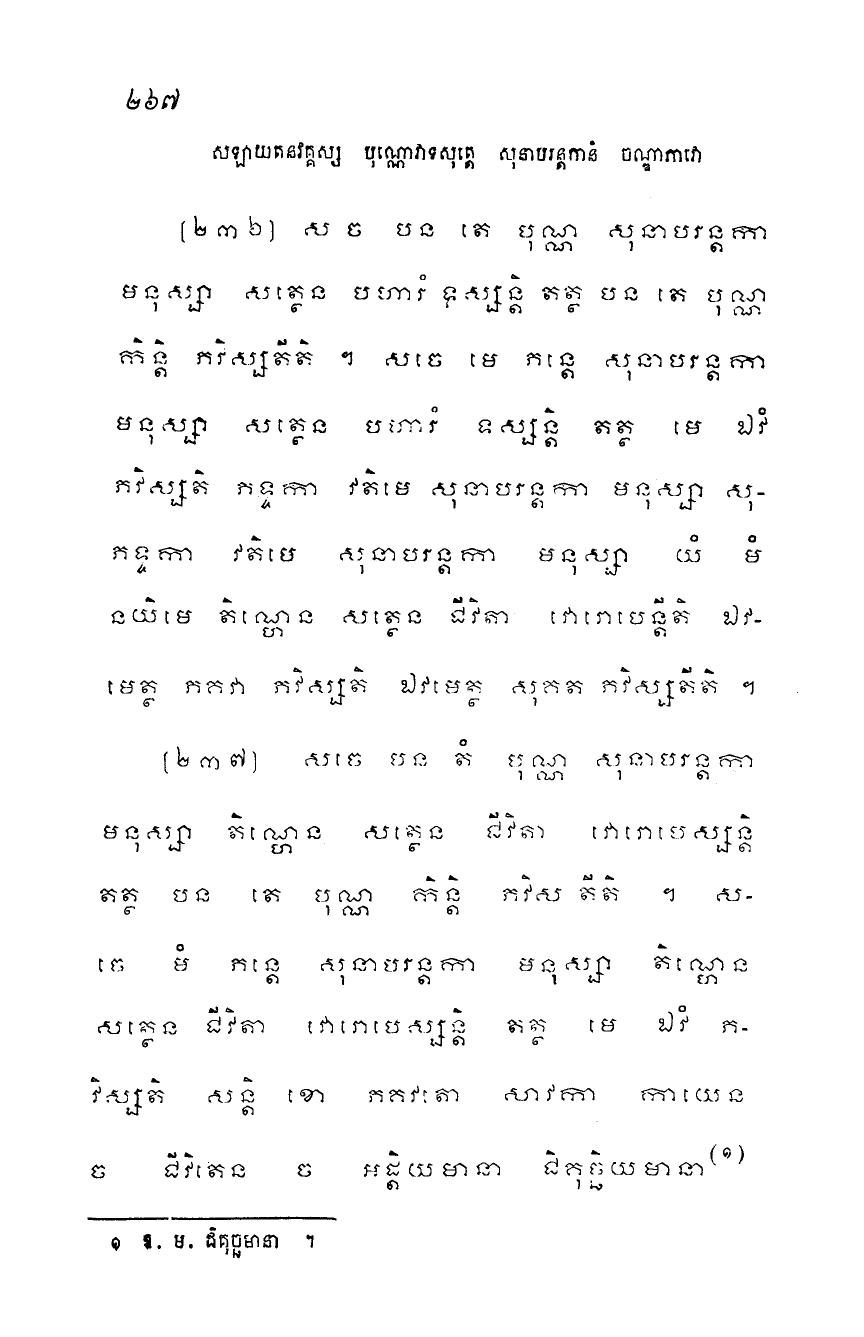 ២៦៧
សឡាយតនវគ្គស្ស បុណ្ណោវាទសុត្តេ សុនាបរន្តកានំ ចណ្ឌាភាវោ
(២៣៦) សចេ បន តេ បុណ្ណ សុនាបរន្តកា
មនុស្សា សត្ថេន បហារំ ទស្សន្តិ តត្ថ បន តេ បុណ្ណ
កិន្តិ ភវិស្សតីតិ ។ សចេ មេ ភន្តេ សុនាបរន្តកា
មនុស្សា សត្ថេន បហារំ ទស្សន្តិ តត្ថ មេ ឯវំ
ភវិស្សតិ ភទ្ទកា វតិមេ សុនាបរន្តកា មនុស្សា សុ-
ភទ្ទកា វតិមេ សុនាបរន្តកា មនុស្សា យំ មំ
នយិមេ តិណ្ហេន សត្ថេន ជីវិតា វោរោបេន្តីតិ ឯវ-
មេត្ថ ភគវា ភវិស្សតិ ឯវមេត្ថ សុគត ភវិស្សតីតិ ។
(២៣៧) សចេ បន តំ បុណ្ណ សុនាបរន្តកា
មនុស្សា តិណ្ហេន សត្ថេន ជីវិតា វោរោបេស្សន្តិ
តត្ថ បន តេ បុណ្ណ កិន្តិ ភវិស តីតិ ។ ស-
ចេ មំ ភន្តេ សុនាបរន្តកា មនុស្សា តិណ្ហេន
សត្ថេន ជីវិតា វោរោបេស្សន្តិ តត្ថ មេ ឯវំ ភ-
វិស្សតិ សន្តិ ខោ ភគវតោ សាវកា កាយេន
ច ជីវិតេន ច អដ្តិយមានា ជិគុច្ឆិយមានា(១)
១ ឱ. ម. ជិគុច្ឆមានា ។